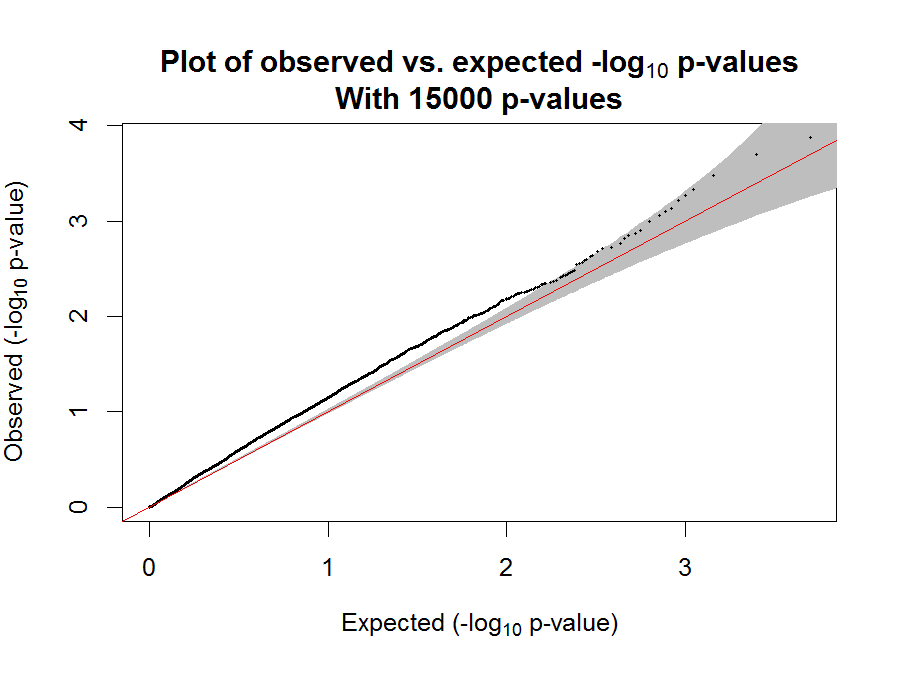 Plot of observed vs. expected -log₁₀ p-values
With 15000 p-values
Observed (-log₁₀ p-value)
4
3
2
1
0
0 1 2 3
Expected (-log₁₀ p-value)